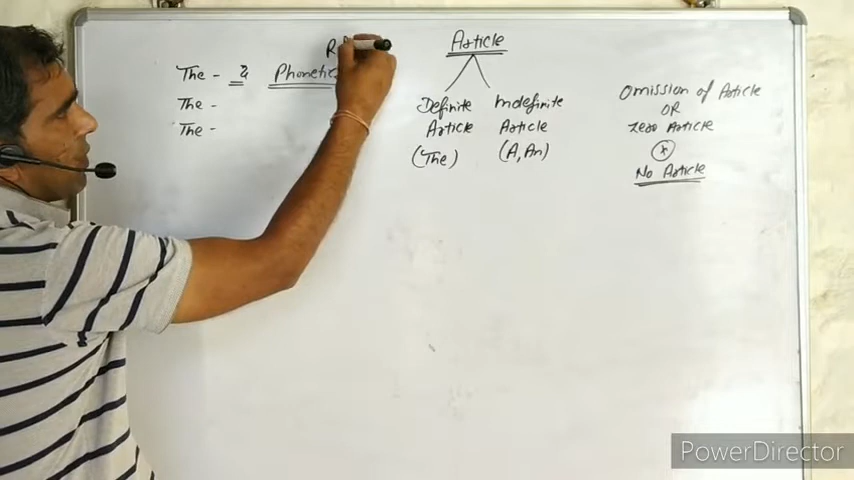 The - ?
The -
The -
Phonetic
R
Article
Definite Indefinite
Article Article
(The) (A, An)
Omission of Article
OR
Zero Article
(x)
No Article
PowerDirector